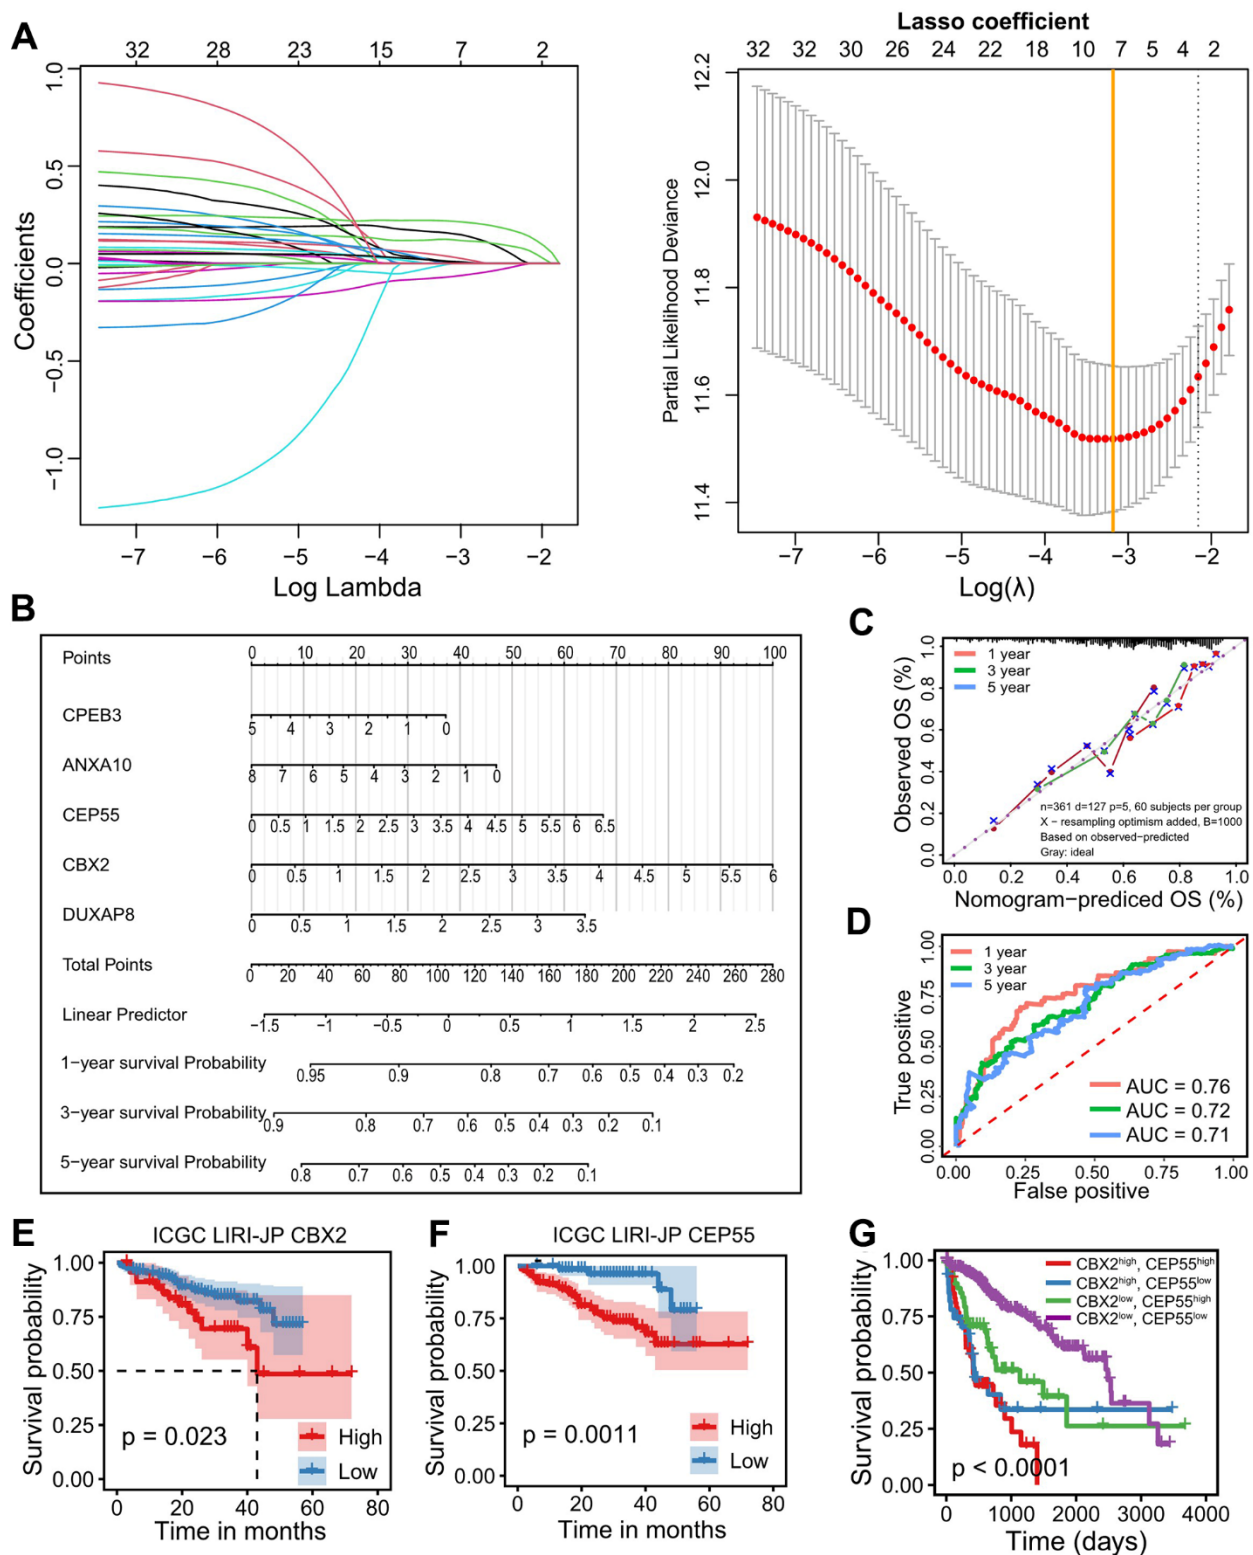 A
32 28 23 15 7 2
1.0
0.5
0.0
−0.5
−1.0
Coefficients
−7 −6 −5 −4 −3 −2
Log Lambda
Lasso coefficient
32 32 30 26 24 22 18 10 7 5 4 2
12.2
12.0
11.8
11.6
11.4
Partial Likelihood Deviance
−7 −6 −5 −4 −3 −2
Log(λ)
B
Points
0 10 20 30 40 50 60 70 80 90 100
CPEB3
5 4 3 2 1 0
ANXA10
8 7 6 5 4 3 2 1 0
CEP55
0 0.5 1 1.5 2 2.5 3 3.5 4 4.5 5 5.5 6 6.5
CBX2
0 0.5 1 1.5 2 2.5 3 3.5 4 4.5 5 5.5 6
DUXAP8
0 0.5 1 1.5 2 2.5 3 3.5
Total Points
0 20 40 60 80 100 120 140 160 180 200 220 240 260 280
Linear Predictor
−1.5 −1 −0.5 0 0.5 1 1.5 2 2.5
1−year survival Probability
0.95 0.9 0.8 0.7 0.6 0.5 0.4 0.3 0.2
3−year survival Probability
0.9 0.8 0.7 0.6 0.5 0.4 0.3 0.2 0.1
5−year survival Probability
0.8 0.7 0.6 0.5 0.4 0.3 0.2 0.1
C
1 year
3 year
5 year
n=361 d=127 p=5, 60 subjects per group
X − resampling optimism added, B=1000
Based on observed−predicted
Gray: ideal
1.0
0.8
0.6
0.4
0.2
0.0
Observed OS (%)
0.0 0.2 0.4 0.6 0.8 1.0
Nomogram−prediced OS (%)
D
1 year
3 year
5 year
AUC = 0.76
AUC = 0.72
AUC = 0.71
1.00
0.75
0.50
0.25
0.00
True positive
0.00 0.25 0.50 0.75 1.00
False positive
E
ICGC LIRI-JP CBX2
1.00
0.75
0.50
0.25
0.00
Survival probability
p = 0.023
High
Low
0 20 40 60 80
Time in months
F
ICGC LIRI-JP CEP55
1.00
0.75
0.50
0.25
0.00
Survival probability
p = 0.0011
High
Low
0 20 40 60 80
Time in months
G
CBX2high, CEP55high
CBX2high, CEP55low
CBX2low, CEP55high
CBX2low, CEP55low
1.00
0.75
0.50
0.25
0.00
Survival probability
p < 0.0001
0 1000 2000 3000 4000
Time (days)